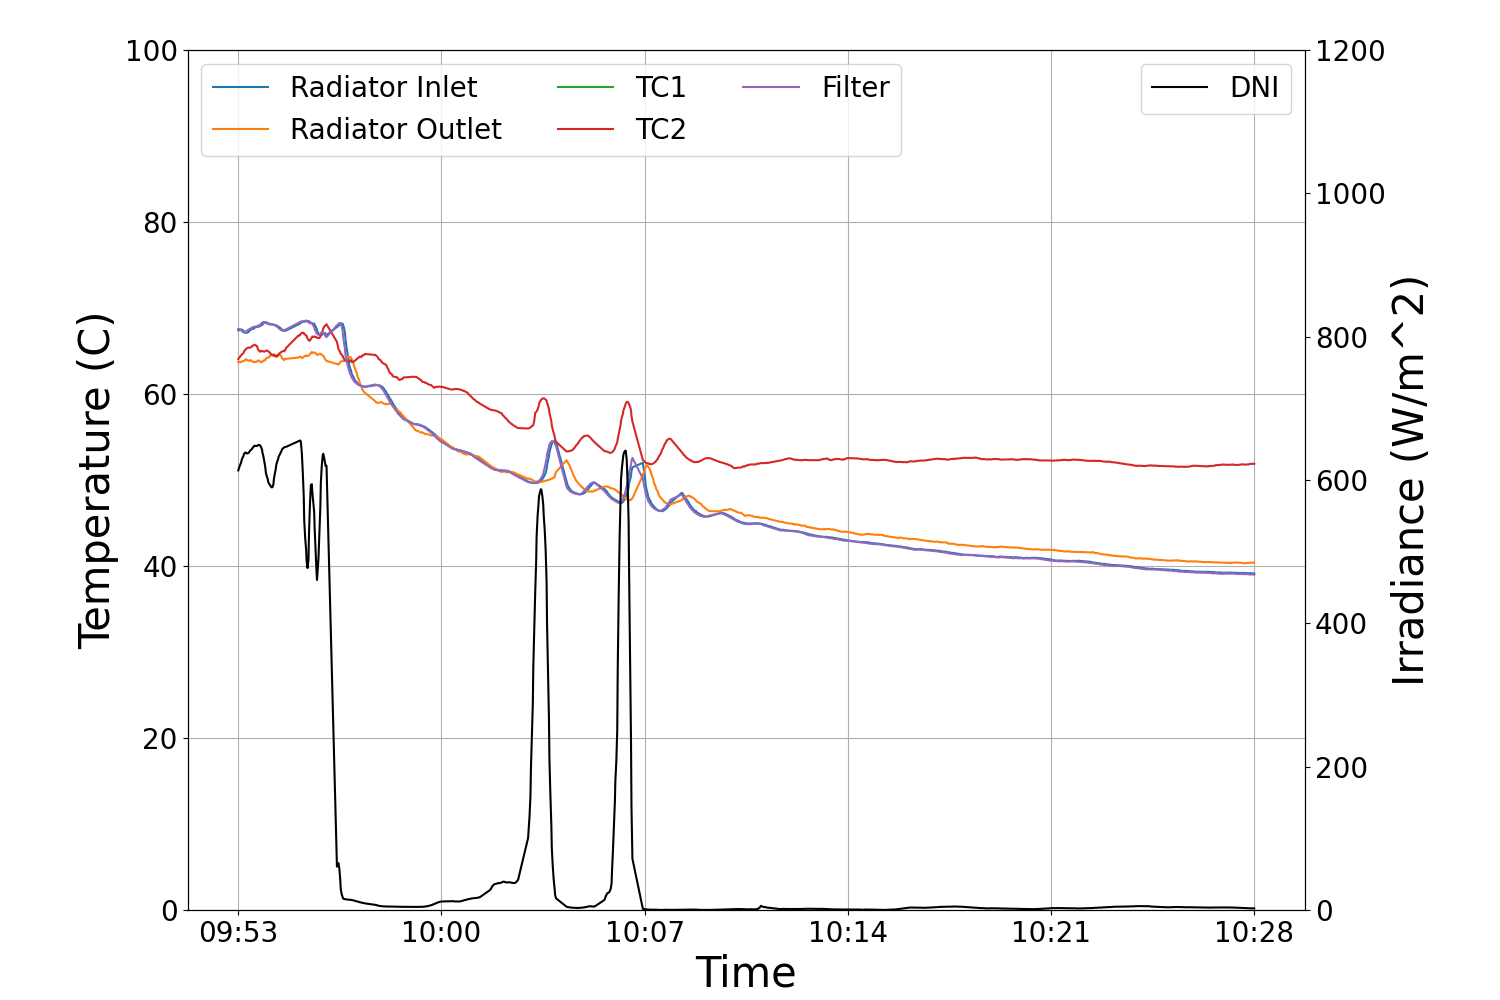 Radiator Inlet
Radiator Outlet
TC1
TC2
Filter
DNI
Temperature (C)
100
80
60
40
20
0
1200
1000
800
600
400
200
0
Irradiance (W/m^2)
09:53
10:00
10:07
10:14
10:21
10:28
Time